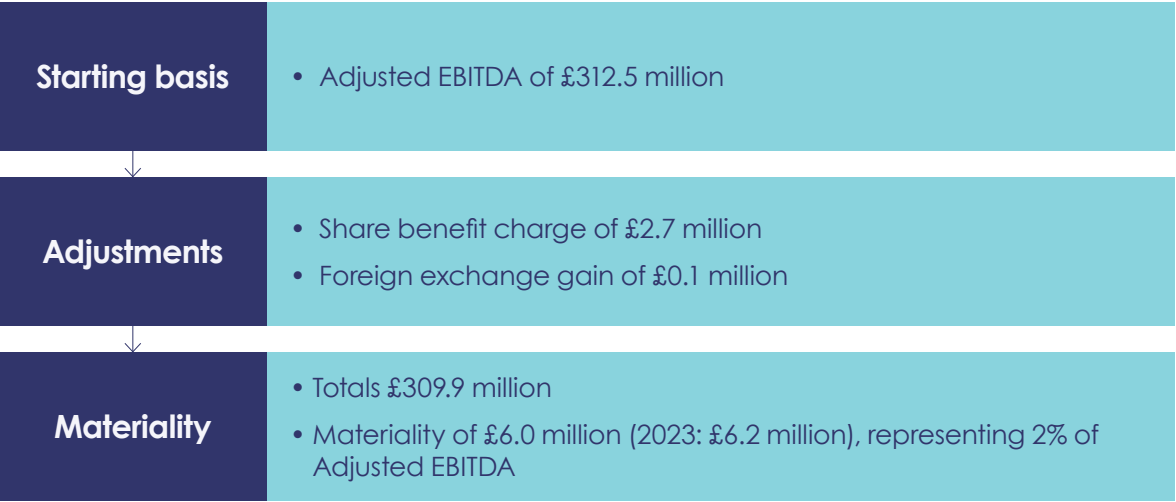 Starting basis
• Adjusted EBITDA of £312.5 million
Adjustments
• Share benefit charge of £2.7 million
• Foreign exchange gain of £0.1 million
Materiality
• Totals £309.9 million
• Materiality of £6.0 million (2023: £6.2 million), representing 2% of
Adjusted EBITDA